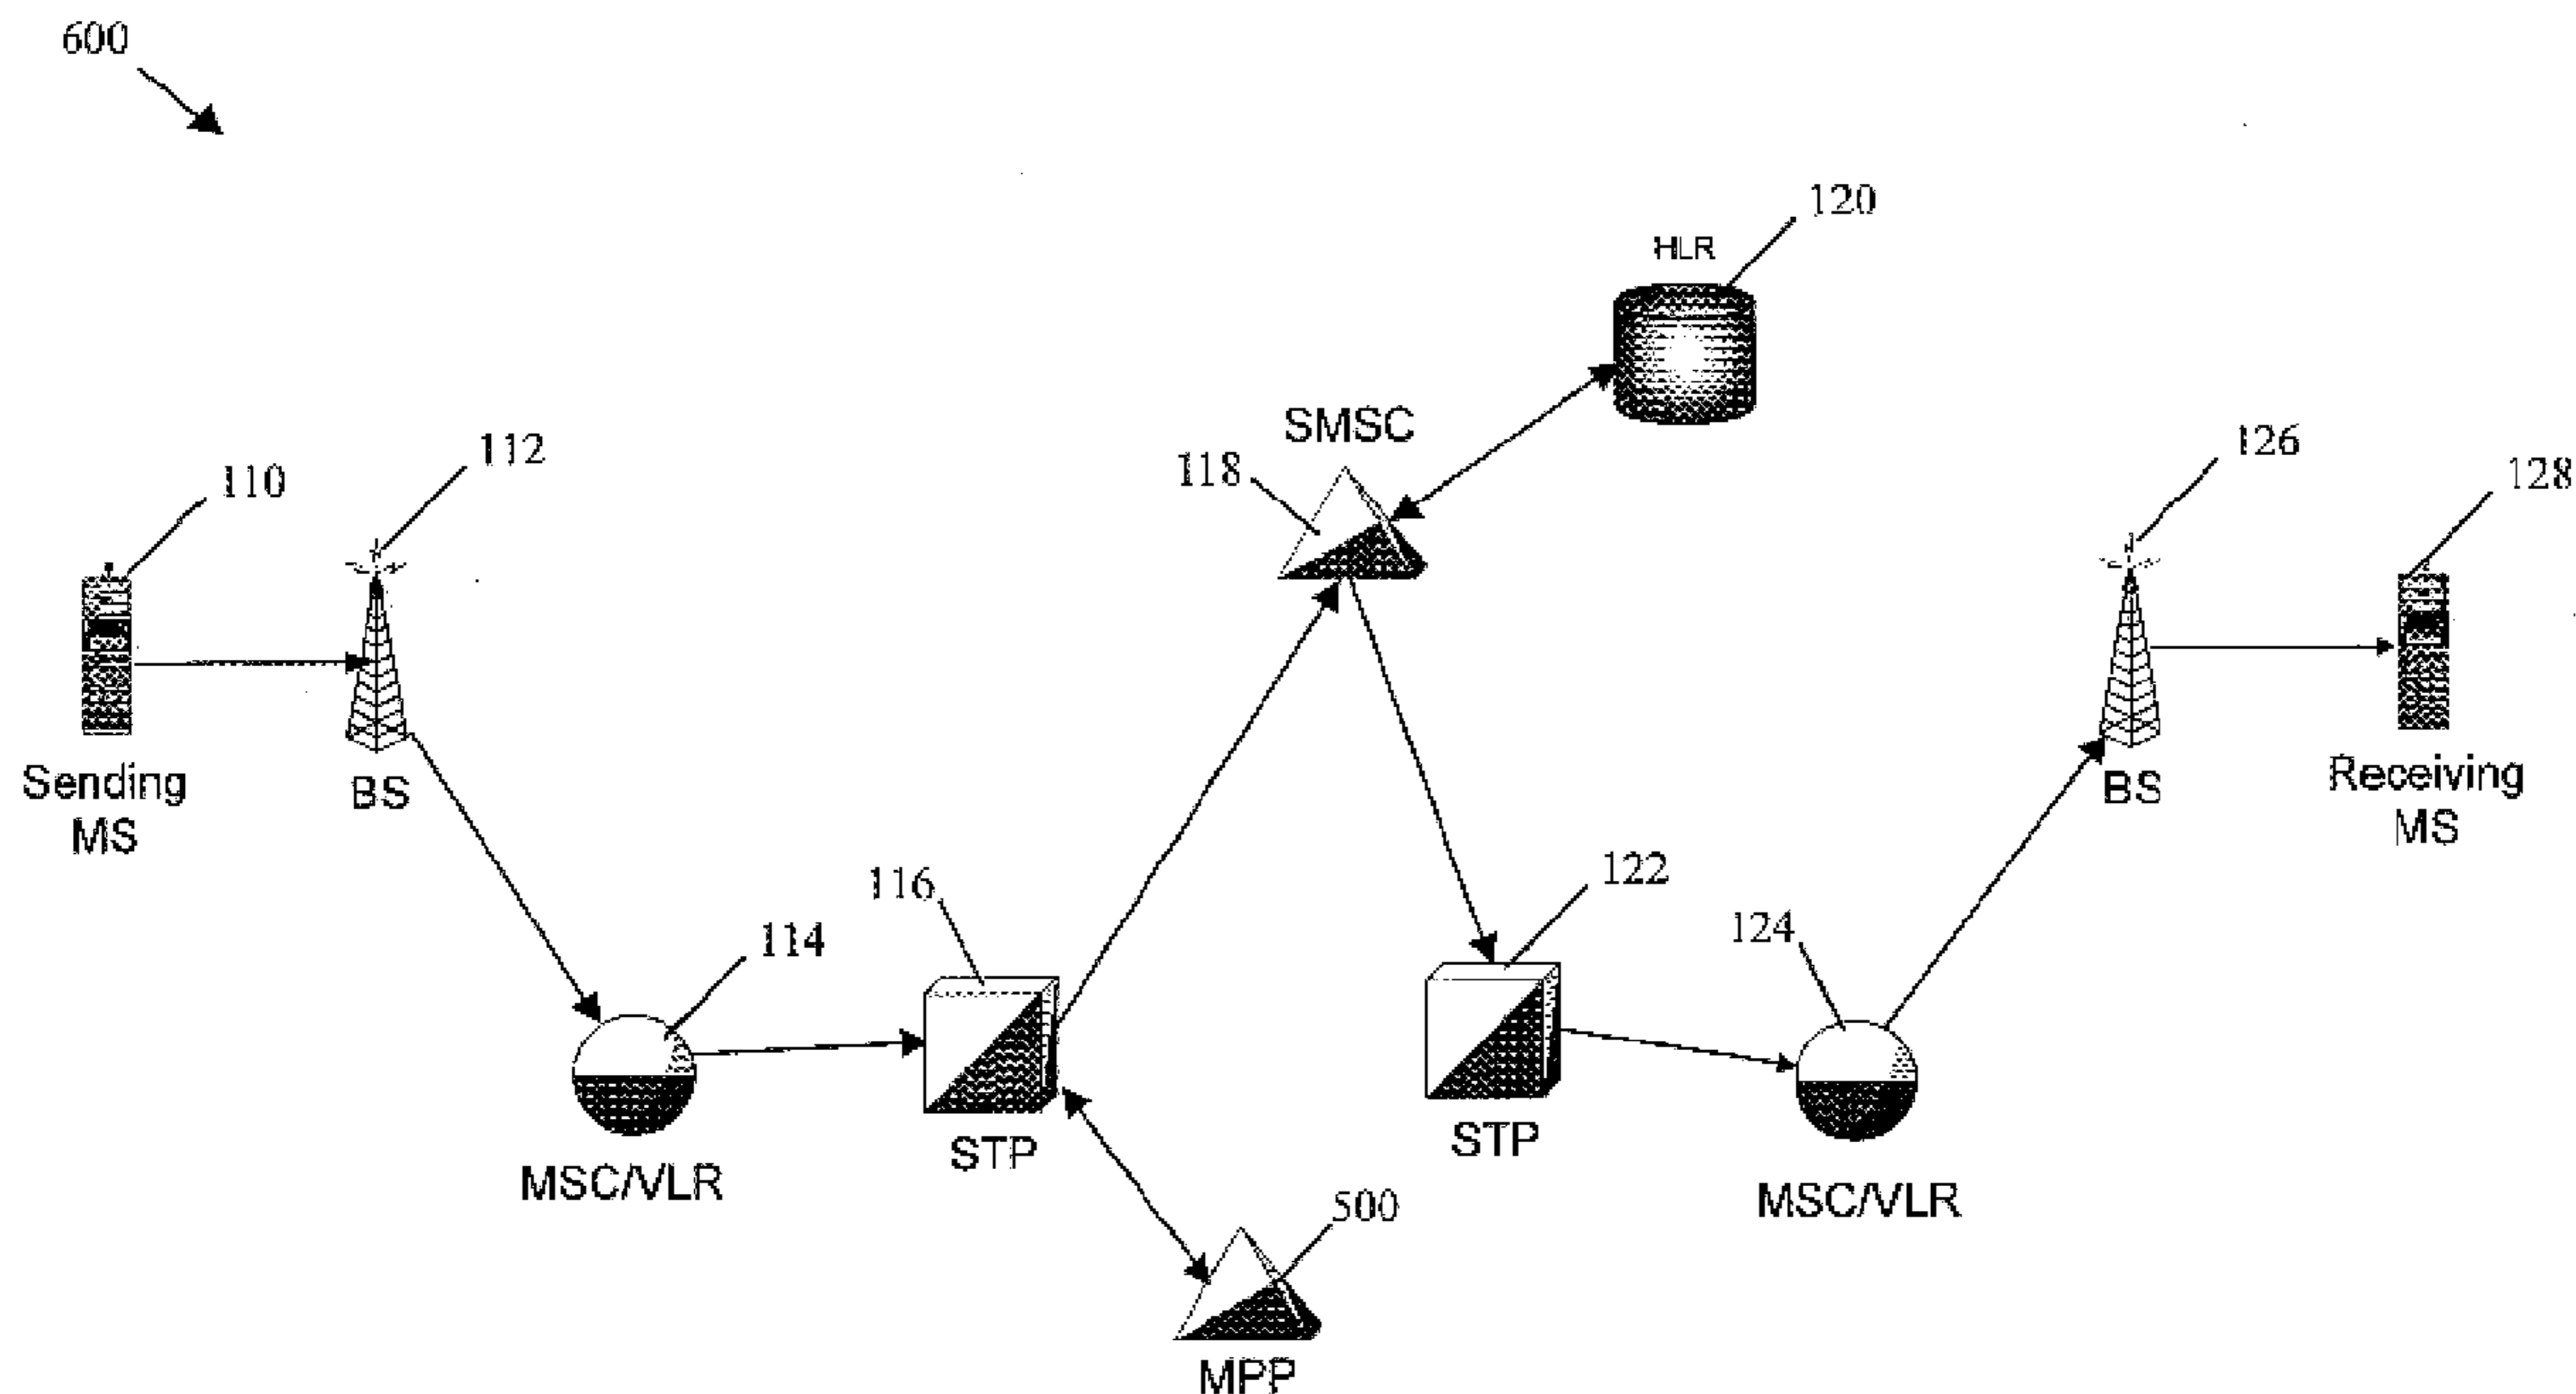 600
120
HLR
SMSC
118
112
110
126
128
Sending
MS
BS
BS
Receiving
MS
116
114
122
124
STP
STP
MSC/VLR
MSC/VLR
500
MPP